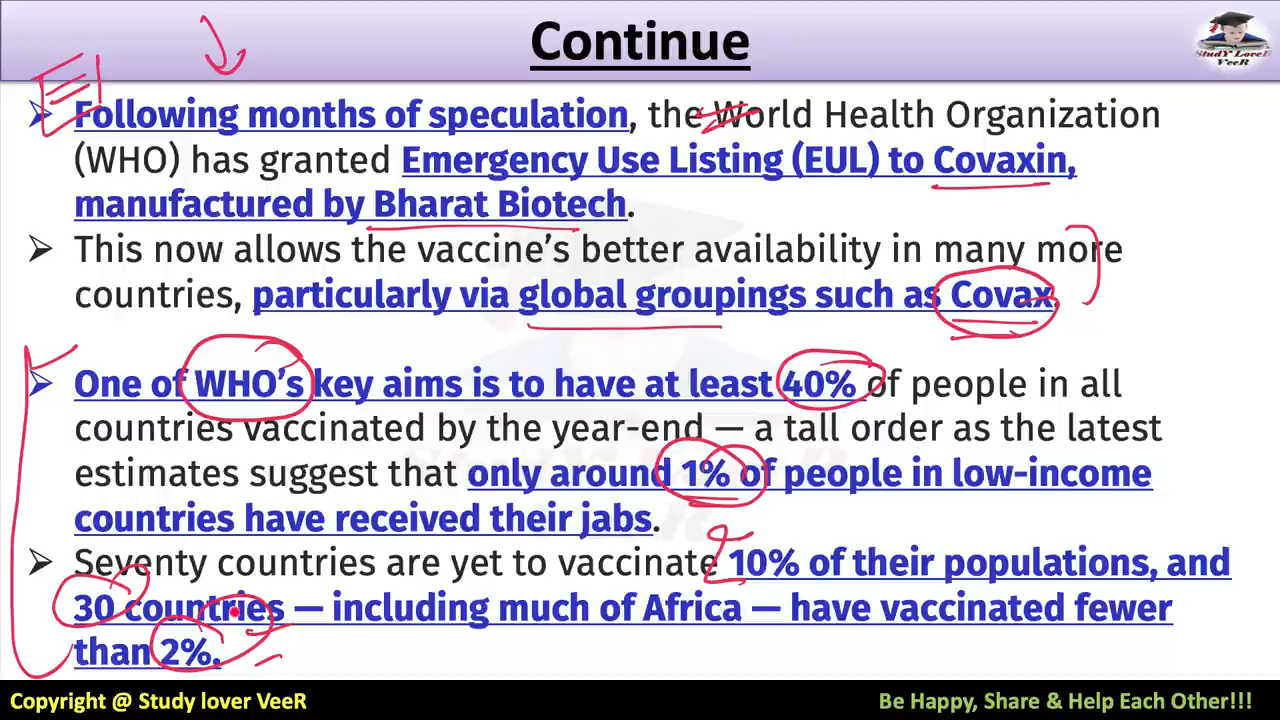 Continue
StudY LoveR
VeeR
➢ Following months of speculation, the World Health Organization
(WHO) has granted Emergency Use Listing (EUL) to Covaxin,
manufactured by Bharat Biotech.
➢ This now allows the vaccine’s better availability in many more
countries, particularly via global groupings such as Covax.
➢ One of WHO’s key aims is to have at least 40% of people in all
countries vaccinated by the year-end — a tall order as the latest
estimates suggest that only around 1% of people in low-income
countries have received their jabs.
➢ Seventy countries are yet to vaccinate 10% of their populations, and
30 countries — including much of Africa — have vaccinated fewer
than 2%.
Copyright @ Study lover VeeR
Be Happy, Share & Help Each Other!!!